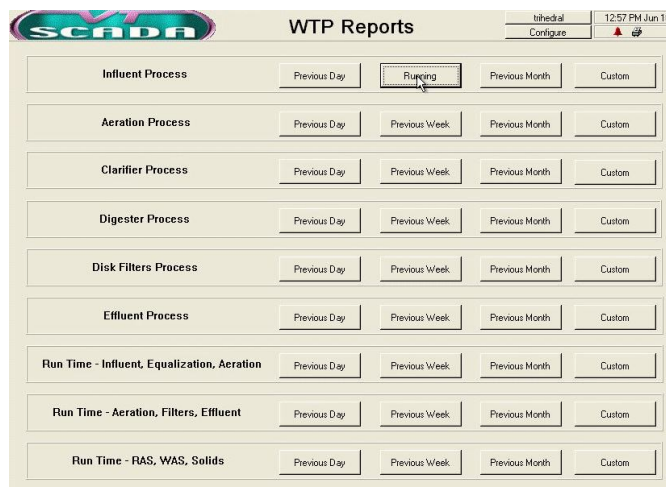 SCADA
WTP Reports
trihedral
Configure
12:57 PM Jun 1
Influent Process
Previous Day
Running
Previous Month
Custom
Aeration Process
Previous Day
Previous Week
Previous Month
Custom
Clarifier Process
Previous Day
Previous Week
Previous Month
Custom
Digester Process
Previous Day
Previous Week
Previous Month
Custom
Disk Filters Process
Previous Day
Previous Week
Previous Month
Custom
Effluent Process
Previous Day
Previous Week
Previous Month
Custom
Run Time - Influent, Equalization, Aeration
Previous Day
Previous Week
Previous Month
Custom
Run Time - Aeration, Filters, Effluent
Previous Day
Previous Week
Previous Month
Custom
Run Time - RAS, WAS, Solids
Previous Day
Previous Week
Previous Month
Custom